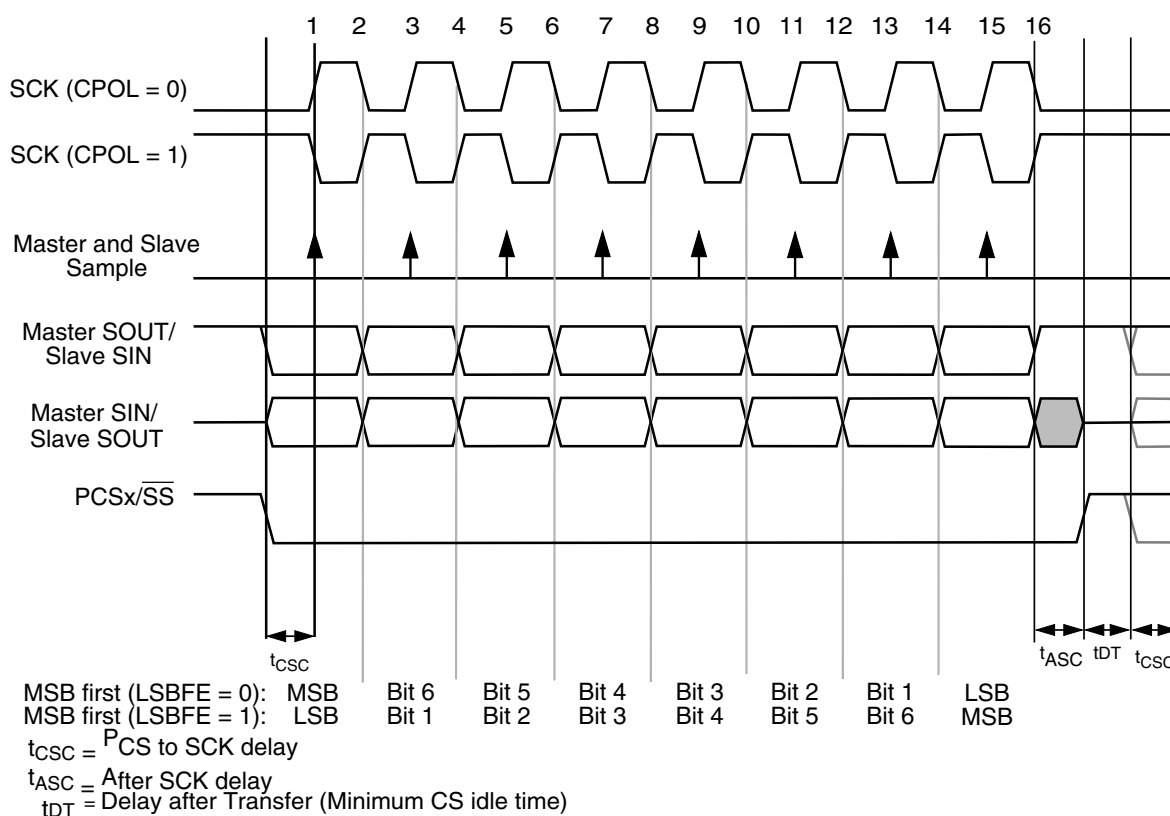 1 2 3 4 5 6 7 8 9 10 11 12 13 14 15 16
SCK (CPOL = 0)
SCK (CPOL = 1)
Master and Slave
Sample
Master SOUT/
Slave SIN
Master SIN/
Slave SOUT
PCSx/SS
tCSC tASC tDT tCSC
MSB first (LSBFE = 0): MSB Bit 6 Bit 5 Bit 4 Bit 3 Bit 2 Bit 1 LSB
MSB first (LSBFE = 1): LSB Bit 1 Bit 2 Bit 3 Bit 4 Bit 5 Bit 6 MSB
tCSC = PCS to SCK delay
tASC = After SCK delay
tDT = Delay after Transfer (Minimum CS idle time)